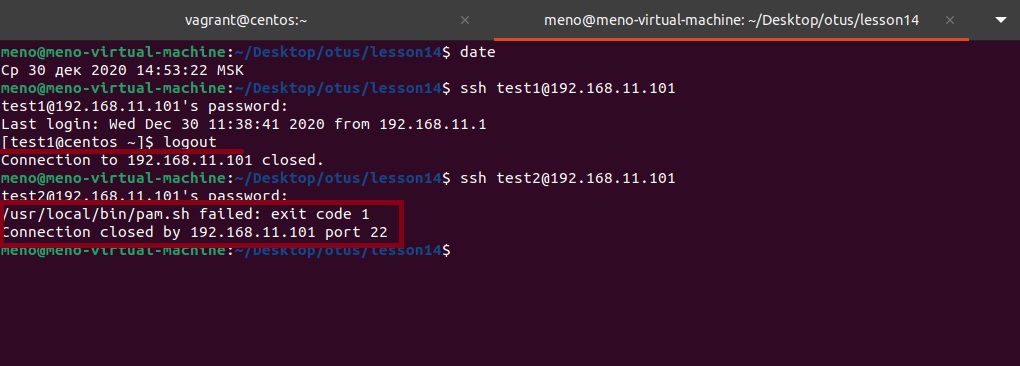 vagrant@centos:~
meno@meno-virtual-machine: ~/Desktop/otus/lesson14
meno@meno-virtual-machine:~/Desktop/otus/lesson14$ date
Ср 30 дек 2020 14:53:22 MSK
meno@meno-virtual-machine:~/Desktop/otus/lesson14$ ssh test1@192.168.11.101
test1@192.168.11.101's password:
Last login: Wed Dec 30 11:38:41 2020 from 192.168.11.1
[test1@centos ~]$ logout
Connection to 192.168.11.101 closed.
meno@meno-virtual-machine:~/Desktop/otus/lesson14$ ssh test2@192.168.11.101
test2@192.168.11.101's password:
/usr/local/bin/pam.sh failed: exit code 1
Connection closed by 192.168.11.101 port 22
meno@meno-virtual-machine:~/Desktop/otus/lesson14$